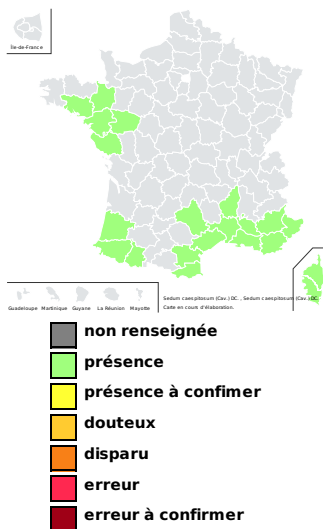 Île-de-France
Guadeloupe Martinique Guyane La Réunion Mayotte
Sedum caespitosum (Cav.) DC. , Sedum caespitosum (Cav.) DC.
Carte en cours d'élaboration.
non renseignée
présence
présence à confimer
douteux
disparu
erreur
erreur à confirmer